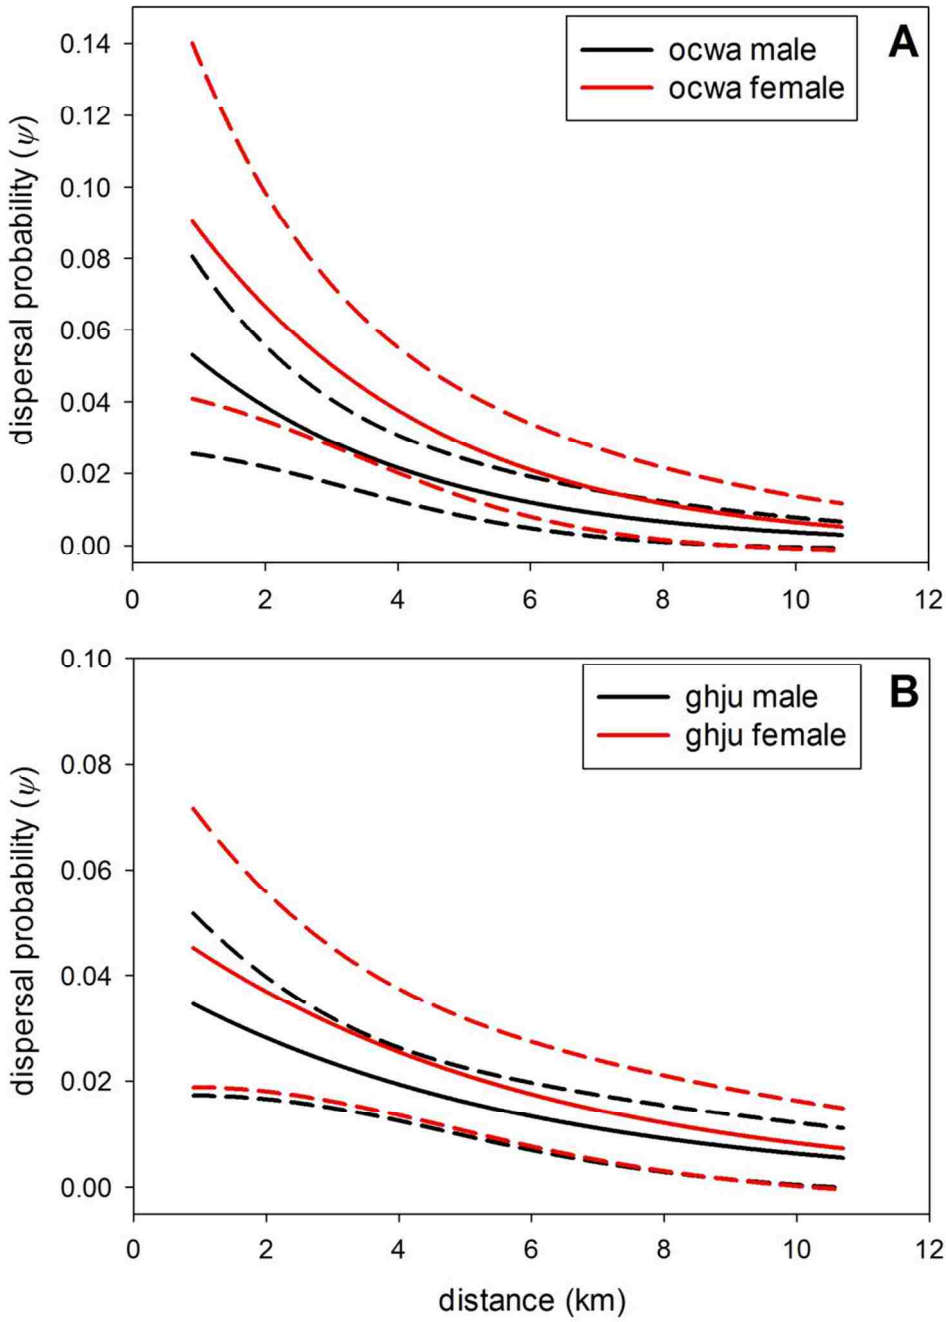 A
ocwa male
ocwa female
0.14
0.12
0.10
0.08
0.06
0.04
0.02
0.00
dispersal probability (ψ)
0 2 4 6 8 10 12
B
ghju male
ghju female
0.10
0.08
0.06
0.04
0.02
0.00
dispersal probability (ψ)
0 2 4 6 8 10 12
distance (km)